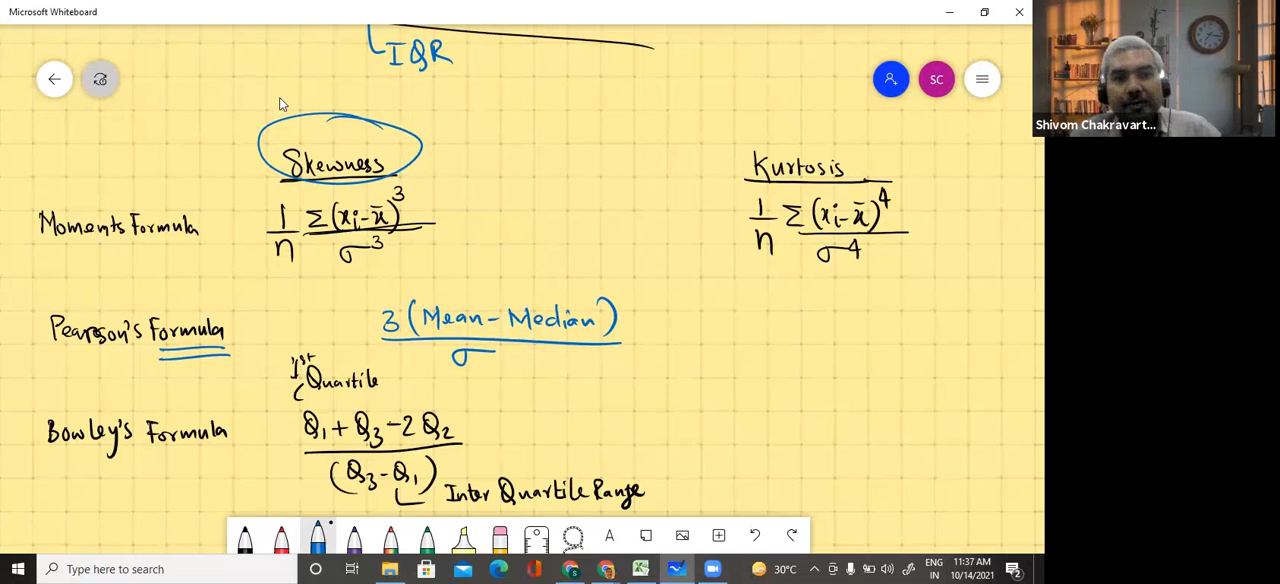 Microsoft Whiteboard
IQR
SC
Shivom Chakravart...
Skewness
Kurtosis
Moments Formula
1/n Σ(xi-x̄)³/σ³
1/n Σ(xi-x̄)⁴/σ⁴
Pearson's Formula
3(Mean-Median)/σ
1st
Quartile
Bowley's Formula
Q₁+Q₃-2Q₂/(Q₃-Q₁)
Inter Quartile Range
A
Type here to search
30°C
ENG
IN
11:37 AM
10/14/2021
2